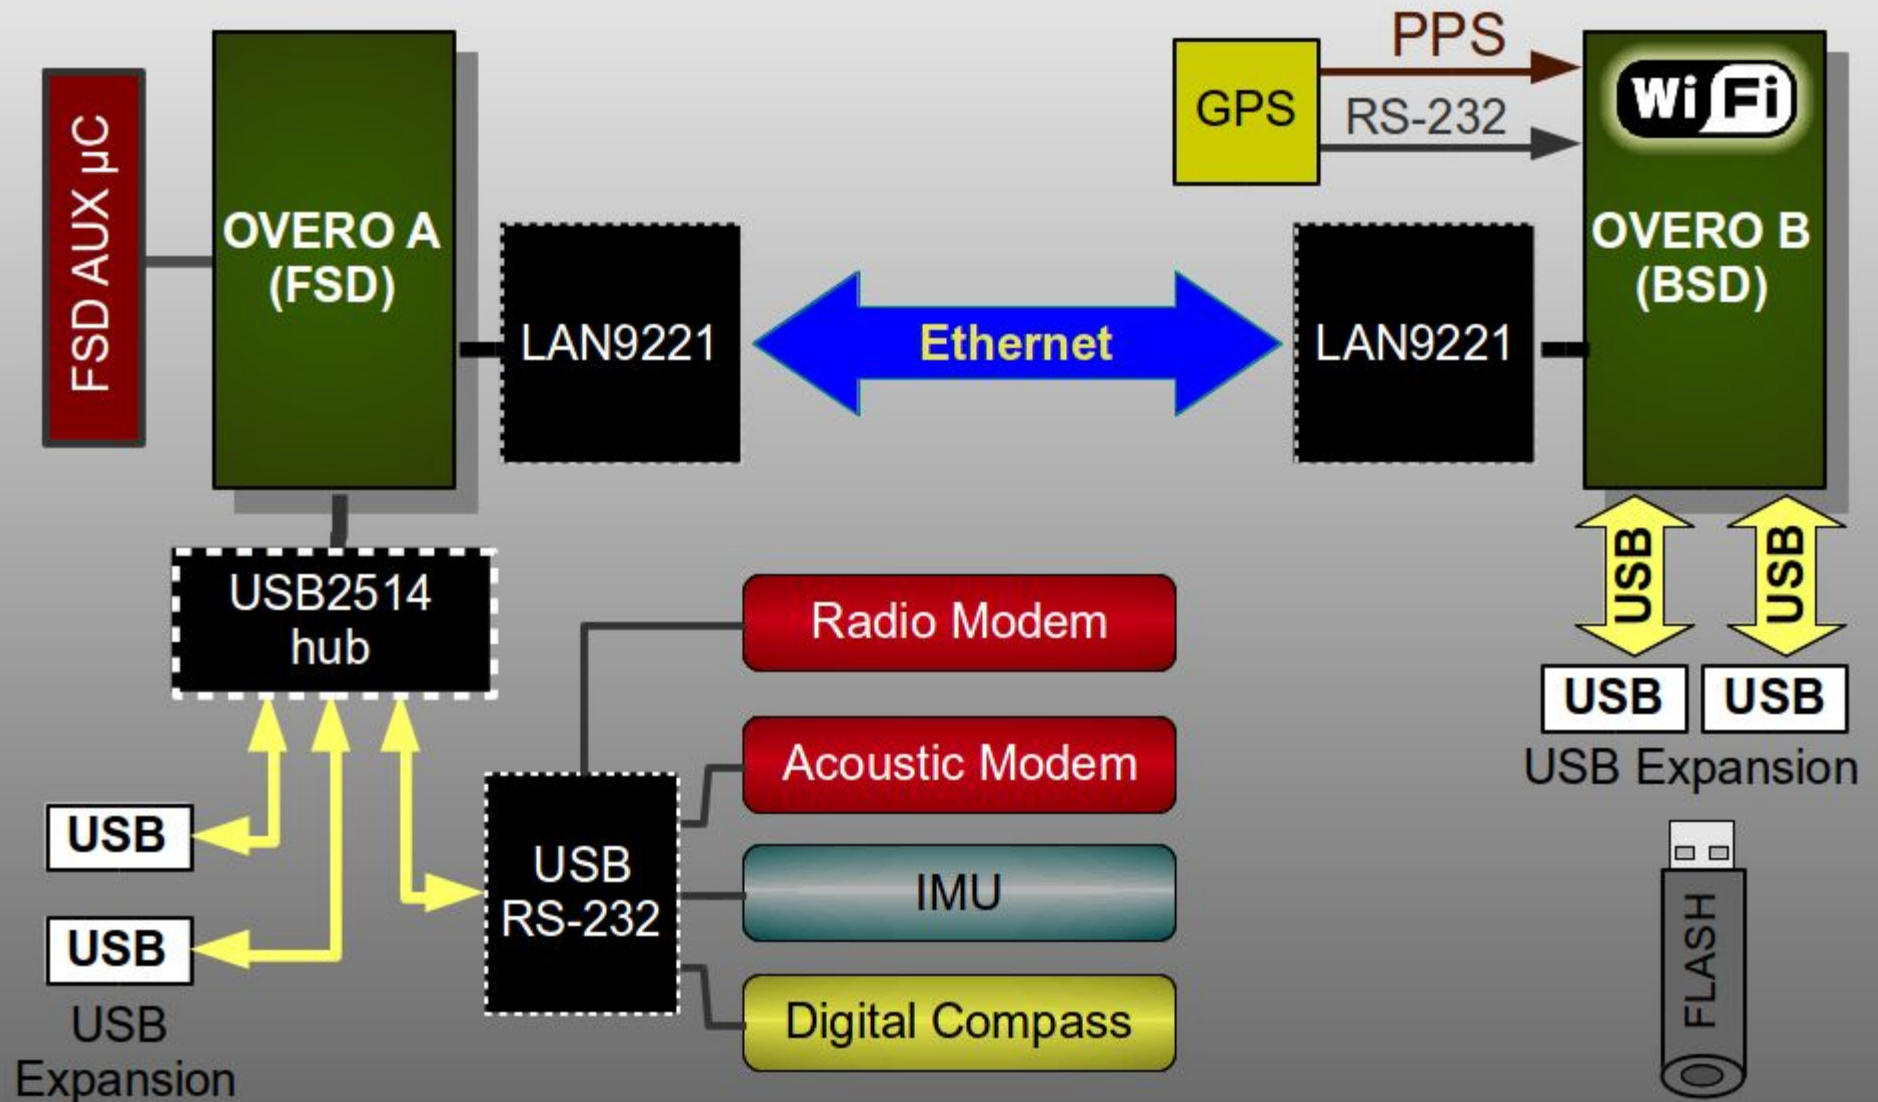 FSD AUX µC
OVERO A
(FSD)
LAN9221
Ethernet
LAN9221
GPS
PPS
RS-232
Wi Fi
OVERO B
(BSD)
USB2514
hub
USB
USB
USB
Expansion
USB
RS-232
Radio Modem
Acoustic Modem
IMU
Digital Compass
USB
USB
USB
USB
USB Expansion
FLASH